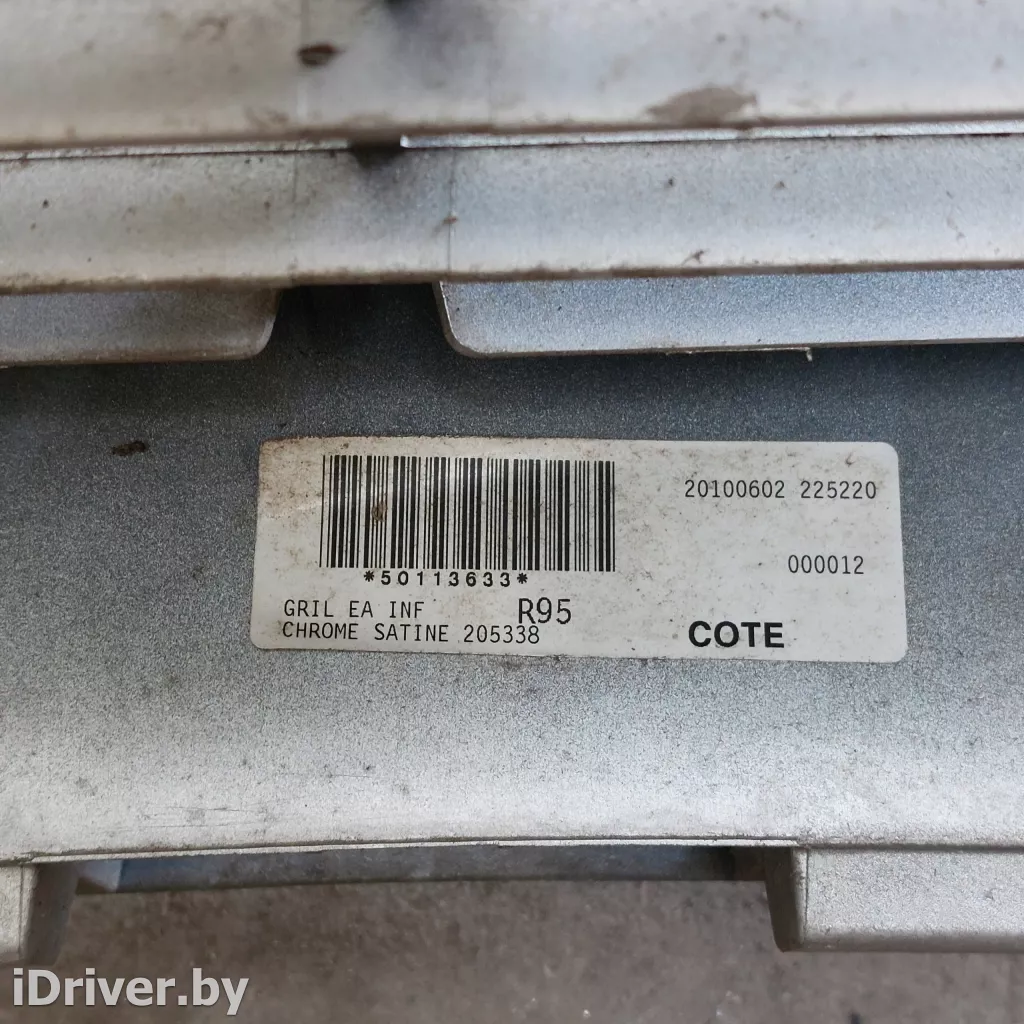 20100602 225220
000012
*50113633*
GRIL EA INF R95
CHROME SATINE 205338
COTE
iDriver.by